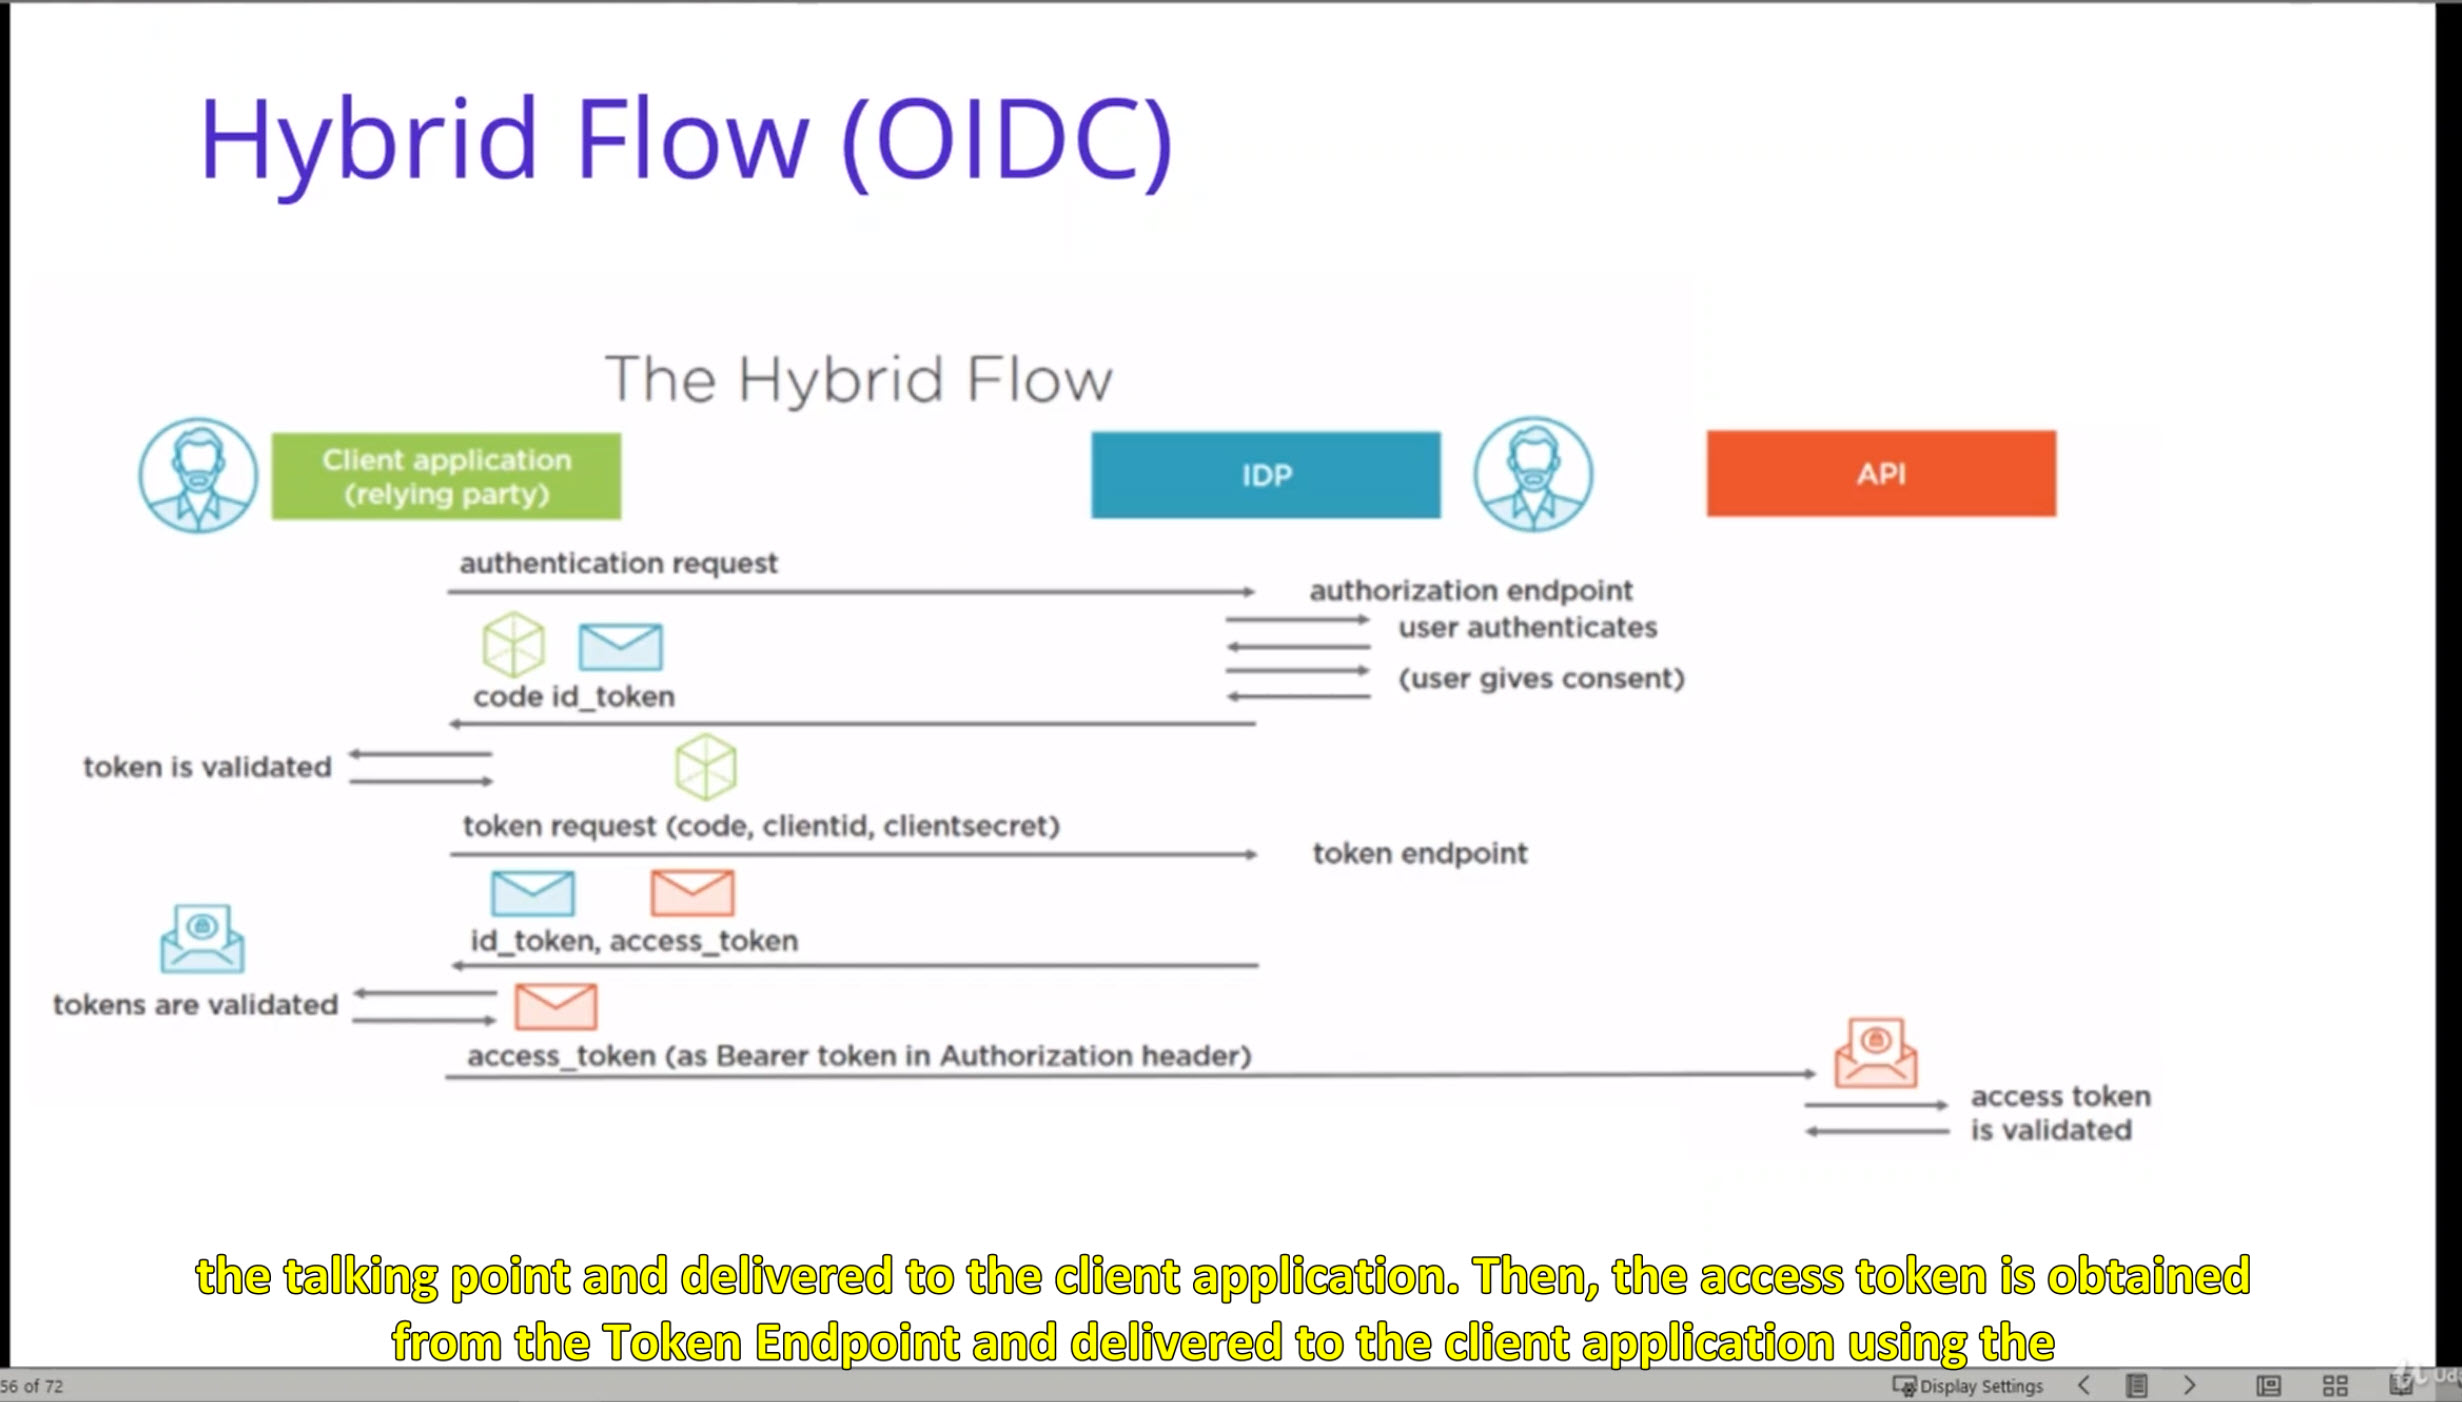 Hybrid Flow (OIDC)
The Hybrid Flow
Client application
(relying party)
IDP
API
authentication request
authorization endpoint
user authenticates
(user gives consent)
code id_token
token is validated
token request (code, clientid, clientsecret)
token endpoint
id_token, access_token
tokens are validated
access_token (as Bearer token in Authorization header)
access token
is validated
the talking point and delivered to the client application. Then, the access token is obtained
from the Token Endpoint and delivered to the client application using the
56 of 72
Display Settings